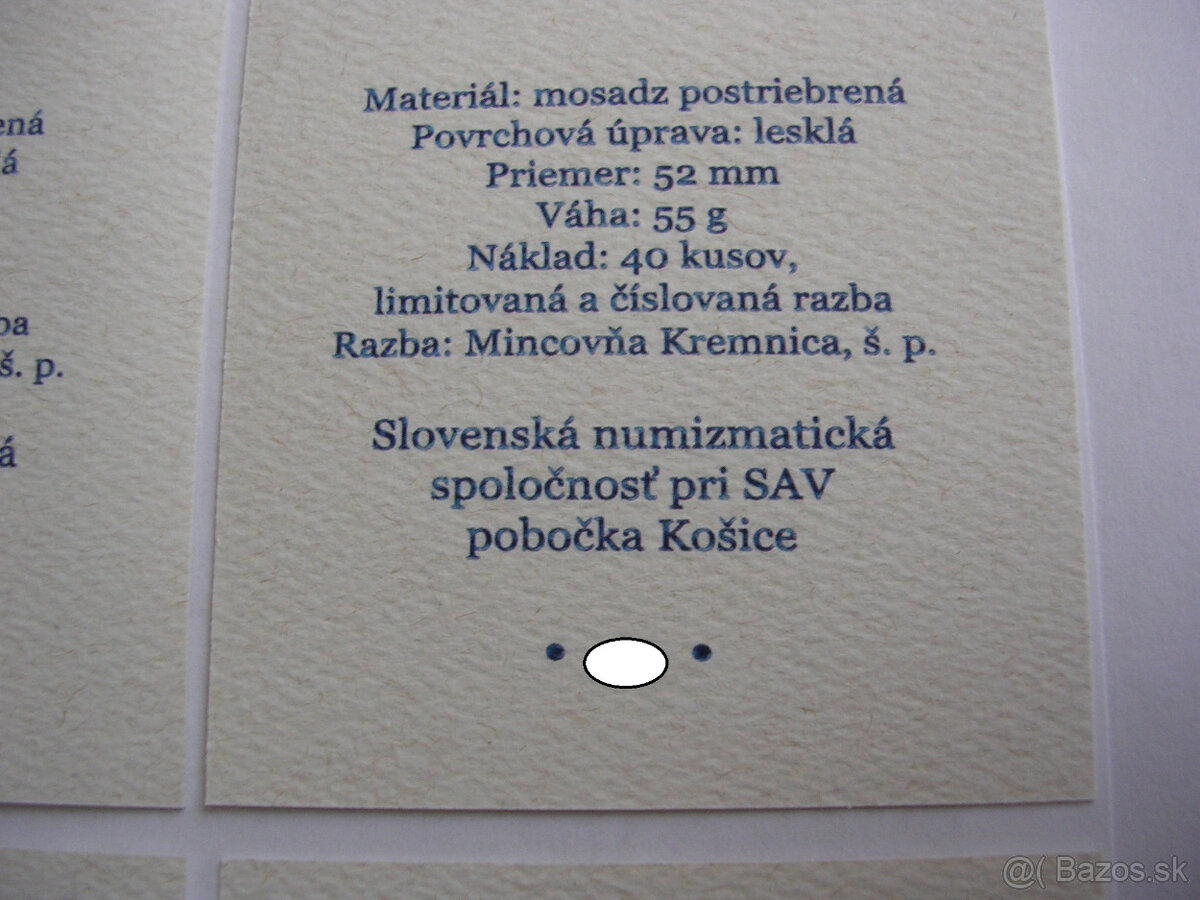 Materiál: mosadz postriebrená
Povrchová úprava: lesklá
Priemer: 52 mm
Váha: 55 g
Náklad: 40 kusov,
limitovaná a číslovaná razba
Razba: Mincovňa Kremnica, š. p.
Slovenská numizmatická
spoločnosť pri SAV
pobočka Košice
• •
š. p.
@( Bazos.sk